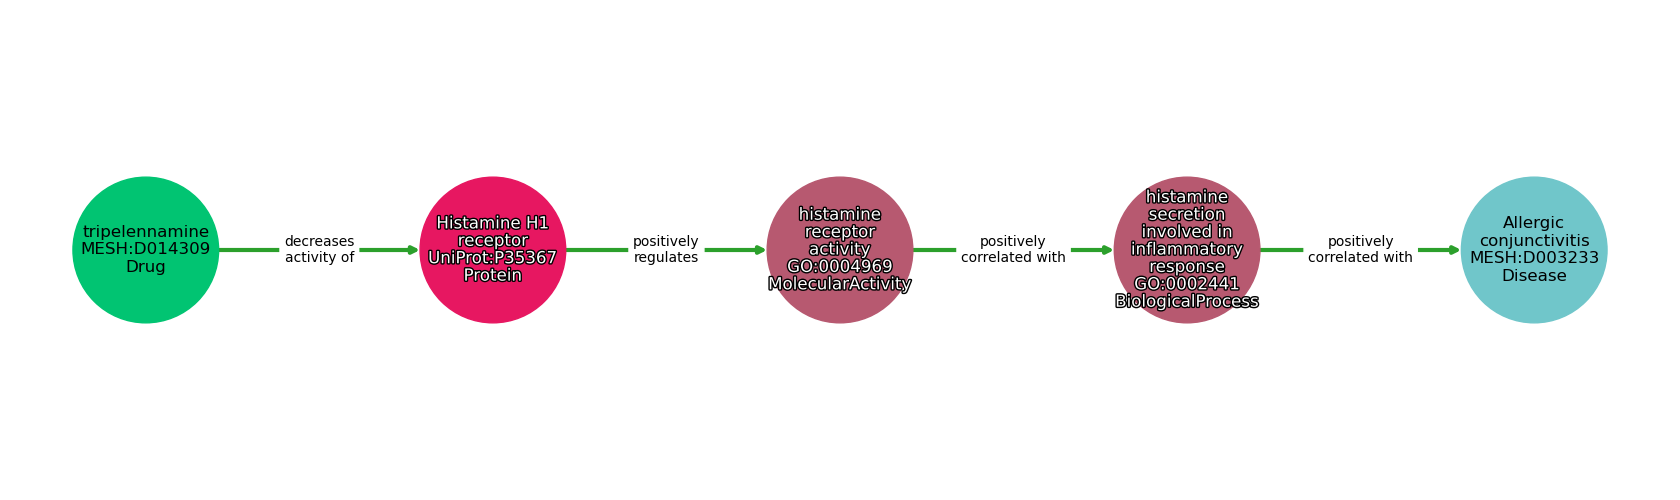 tripelennamine
MESH:D014309
Drug
decreases
activity of
Histamine H1
receptor
UniProt:P35367
Protein
positively
regulates
histamine
receptor
activity
GO:0004969
MolecularActivity
positively
correlated with
histamine
secretion
involved in
inflammatory
response
GO:0002441
BiologicalProcess
positively
correlated with
Allergic
conjunctivitis
MESH:D003233
Disease